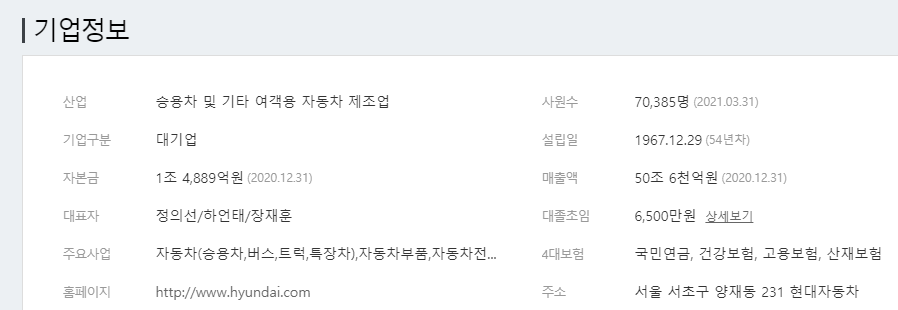 기업정보
산업 승용차 및 기타 여객용 자동차 제조업 사원수 70,385명 (2021.03.31)
기업구분 대기업 설립일 1967.12.29 (54년차)
자본금 1조 4,889억원 (2020.12.31) 매출액 50조 6천억원 (2020.12.31)
대표자 정의선/하언태/장재훈 대졸초임 6,500만원 상세보기
주요사업 자동차(승용차,버스,트럭,특장차),자동차부품,자동차전... 4대보험 국민연금, 건강보험, 고용보험, 산재보험
홈페이지 http://www.hyundai.com 주소 서울 서초구 양재동 231 현대자동차